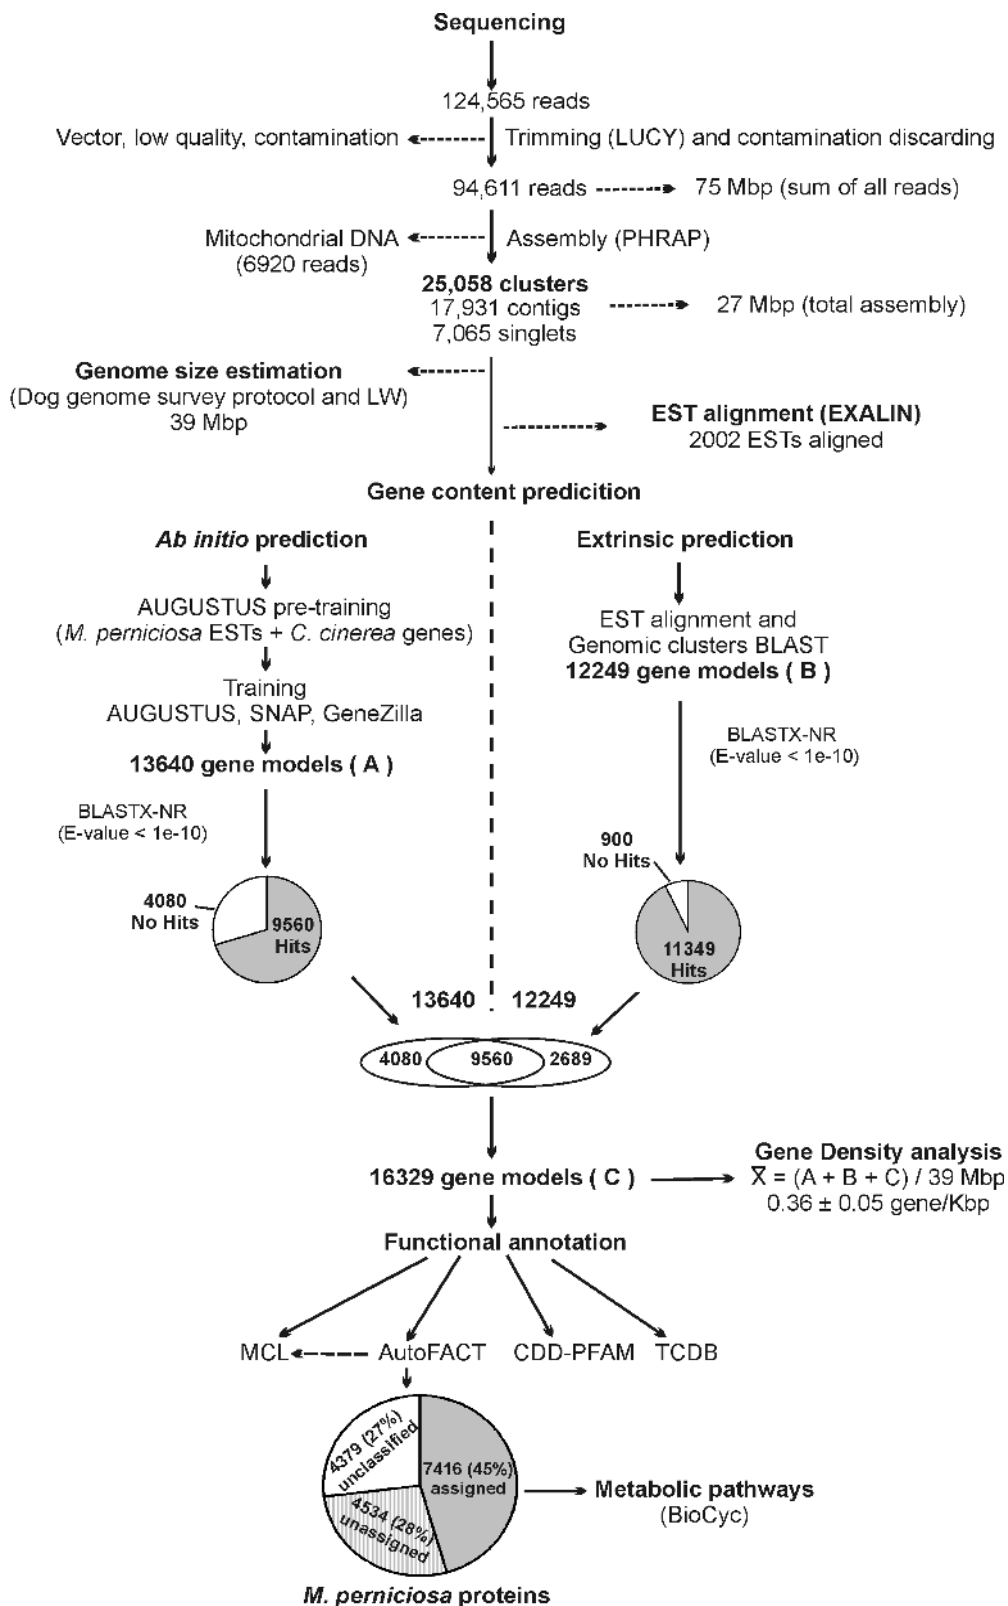 Sequencing
124,565 reads
Vector, low quality, contamination
Trimming (LUCY) and contamination discarding
94,611 reads
75 Mbp (sum of all reads)
Mitochondrial DNA
(6920 reads)
Assembly (PHRAP)
25,058 clusters
17,931 contigs
7,065 singlets
27 Mbp (total assembly)
Genome size estimation
(Dog genome survey protocol and LW)
39 Mbp
EST alignment (EXALIN)
2002 ESTs aligned
Gene content predicition
Ab initio prediction
AUGUSTUS pre-training
(M. perniciosa ESTs + C. cinerea genes)
Training
AUGUSTUS, SNAP, GeneZilla
13640 gene models ( A )
BLASTX-NR
(E-value < 1e-10)
4080
No Hits
9560
Hits
Extrinsic prediction
EST alignment and
Genomic clusters BLAST
12249 gene models ( B )
BLASTX-NR
(E-value < 1e-10)
900
No Hits
11349
Hits
13640
12249
4080
9560
2689
16329 gene models ( C )
Gene Density analysis
X̅ = (A + B + C) / 39 Mbp
0.36 ± 0.05 gene/Kbp
Functional annotation
MCL
AutoFACT
CDD-PFAM
TCDB
4379 (27%)
unclassified
7416 (45%)
assigned
4534 (28%)
unassigned
Metabolic pathways
(BioCyc)
M. perniciosa proteins